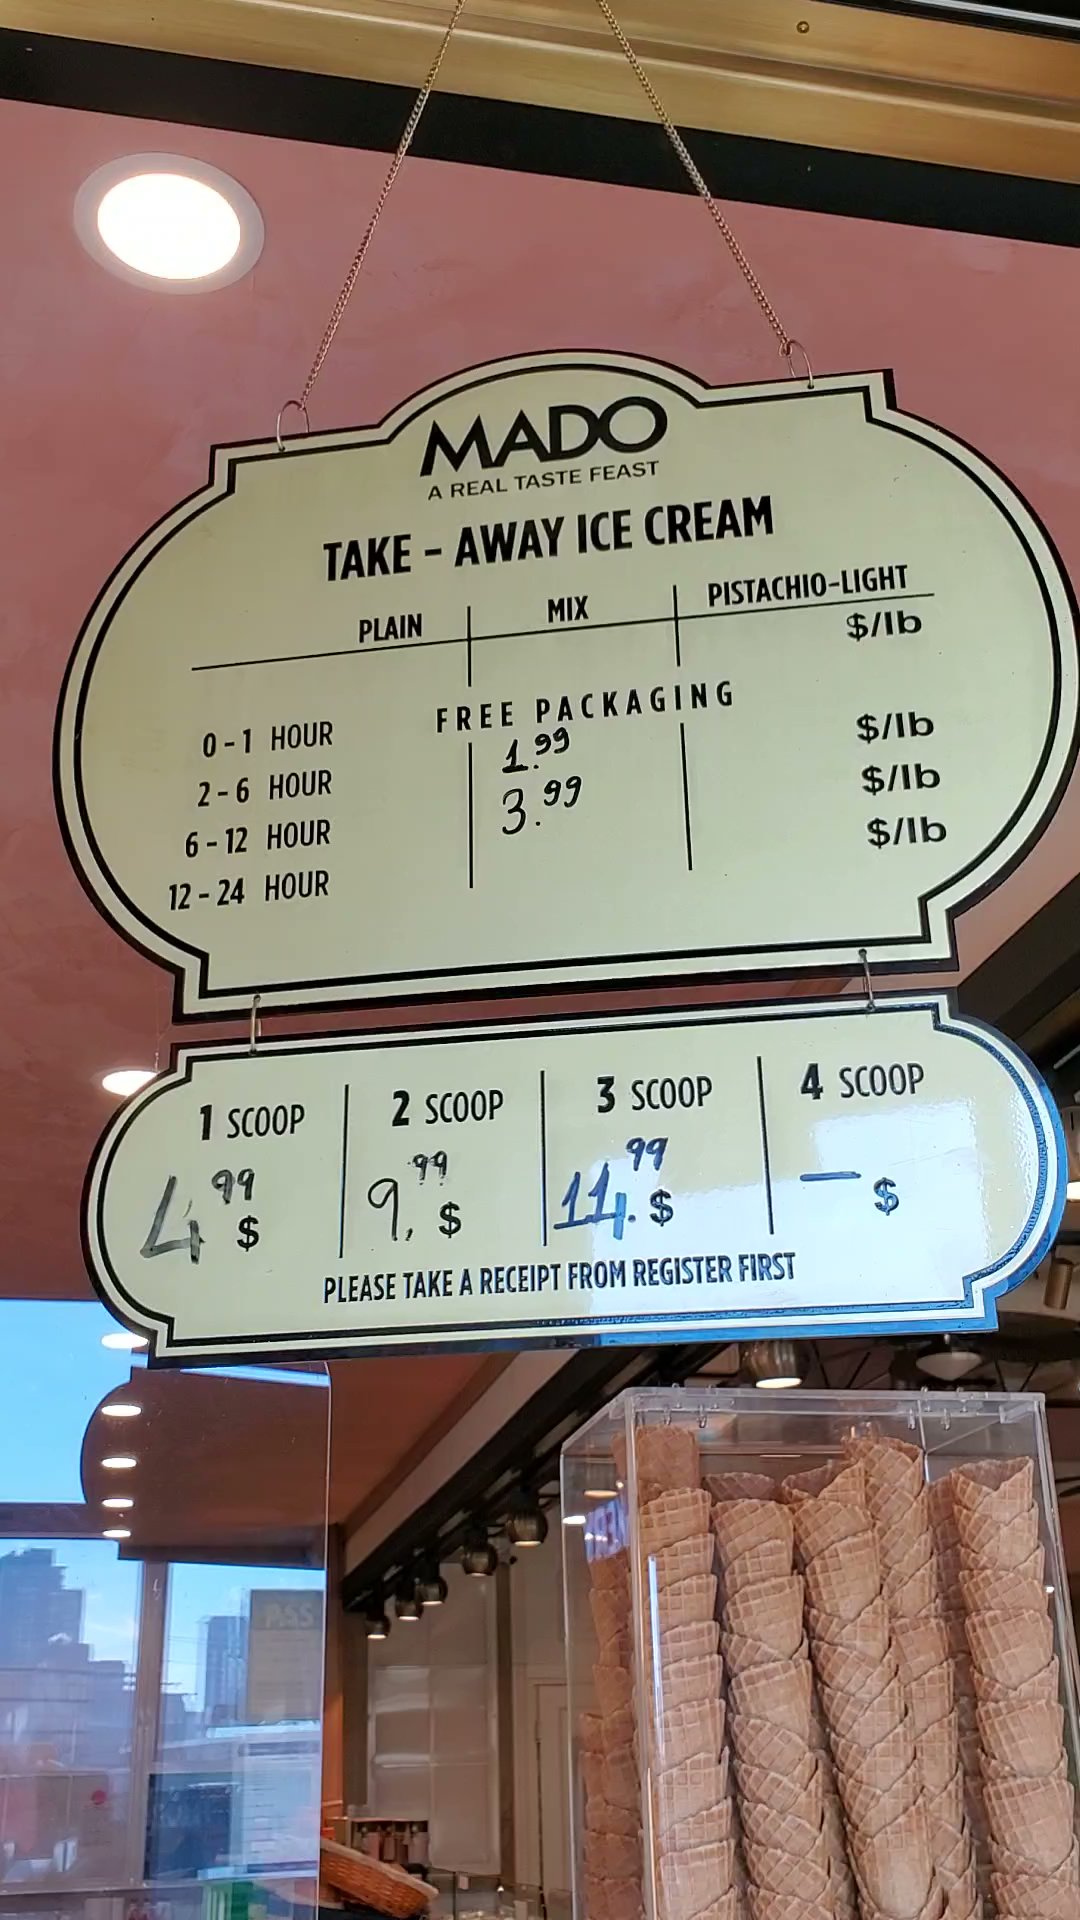 MADO
A REAL TASTE FEAST
TAKE - AWAY ICE CREAM
PLAIN MIX PISTACHIO-LIGHT
$/lb
0 - 1 HOUR FREE PACKAGING $/lb
2 - 6 HOUR 1.99 $/lb
6 - 12 HOUR 3.99 $/lb
12 - 24 HOUR
1 SCOOP 2 SCOOP 3 SCOOP 4 SCOOP
4 99 $ 9.99 $ 14.99 $ — $
PLEASE TAKE A RECEIPT FROM REGISTER FIRST